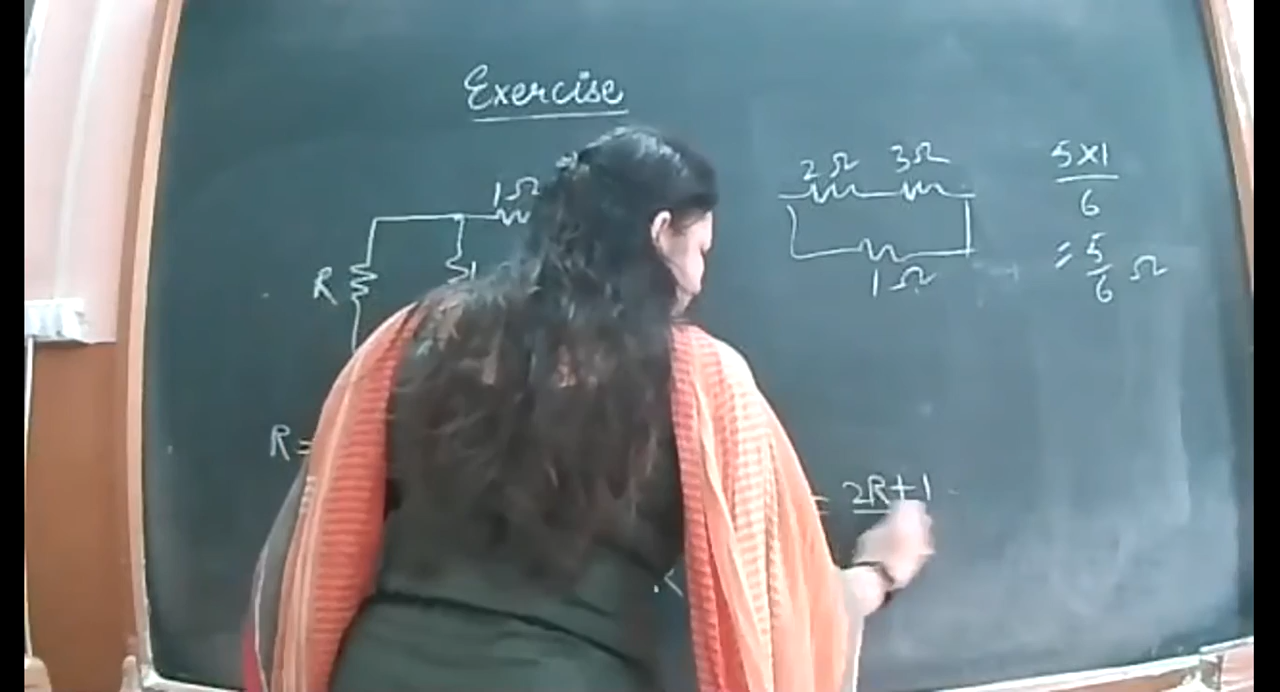 Exercise
1Ω
R
R =
2Ω 3Ω
1Ω
5×1
6
= 5
6 Ω
= 2R+1